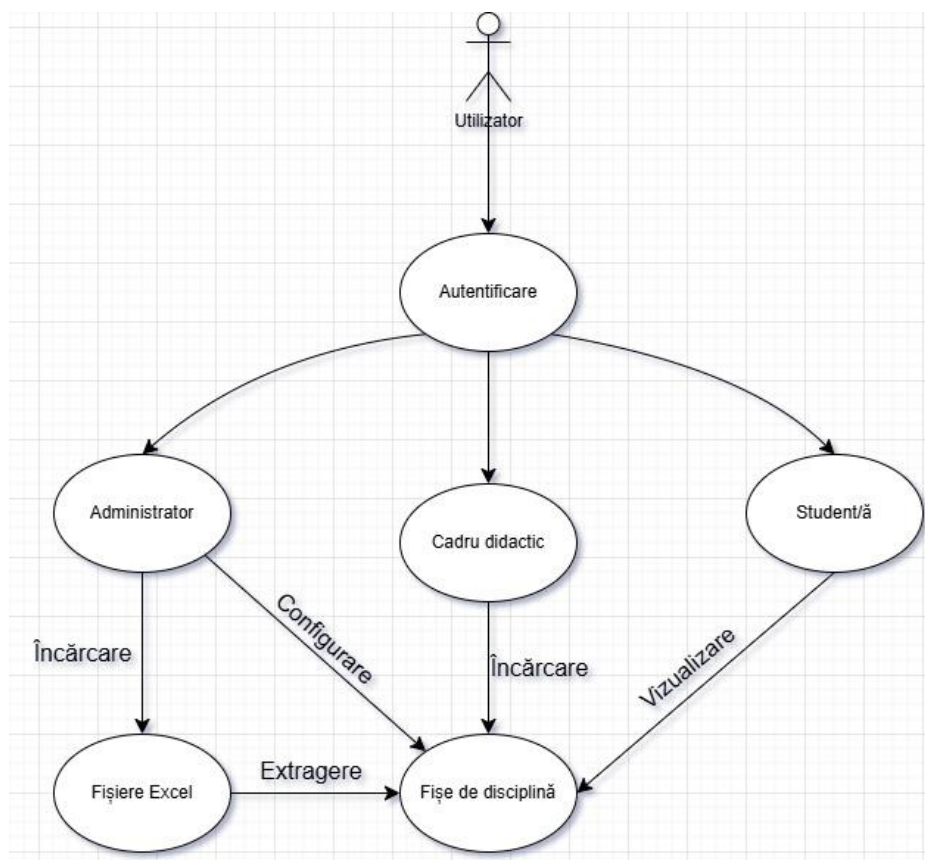 Utilizator
Autentificare
Administrator
Cadru didactic
Student/ă
Încărcare
Configurare
Încărcare
Vizualizare
Fișiere Excel
Extragere
Fișe de disciplină